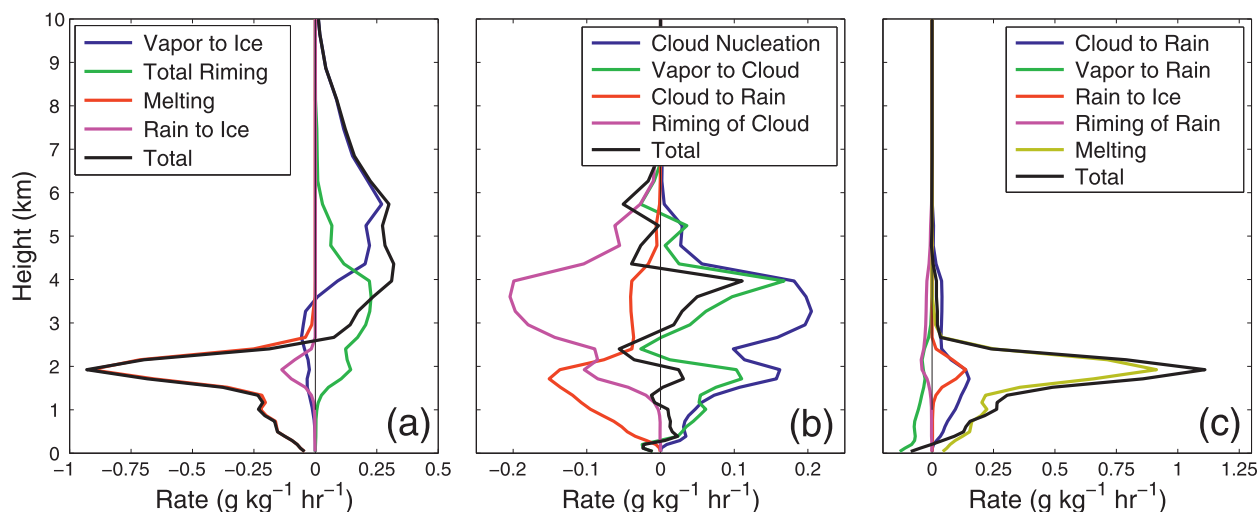 10
9
8
7
6
5
4
3
2
1
0
Height (km)
Vapor to Ice
Total Riming
Melting
Rain to Ice
Total
(a)
−1 −0.75 −0.5 −0.25 0 0.25 0.5
Rate (g kg⁻¹ hr⁻¹)
Cloud Nucleation
Vapor to Cloud
Cloud to Rain
Riming of Cloud
Total
(b)
−0.2 −0.1 0 0.1 0.2
Rate (g kg⁻¹ hr⁻¹)
Cloud to Rain
Vapor to Rain
Rain to Ice
Riming of Rain
Melting
Total
(c)
0 0.25 0.5 0.75 1 1.25
Rate (g kg⁻¹ hr⁻¹)